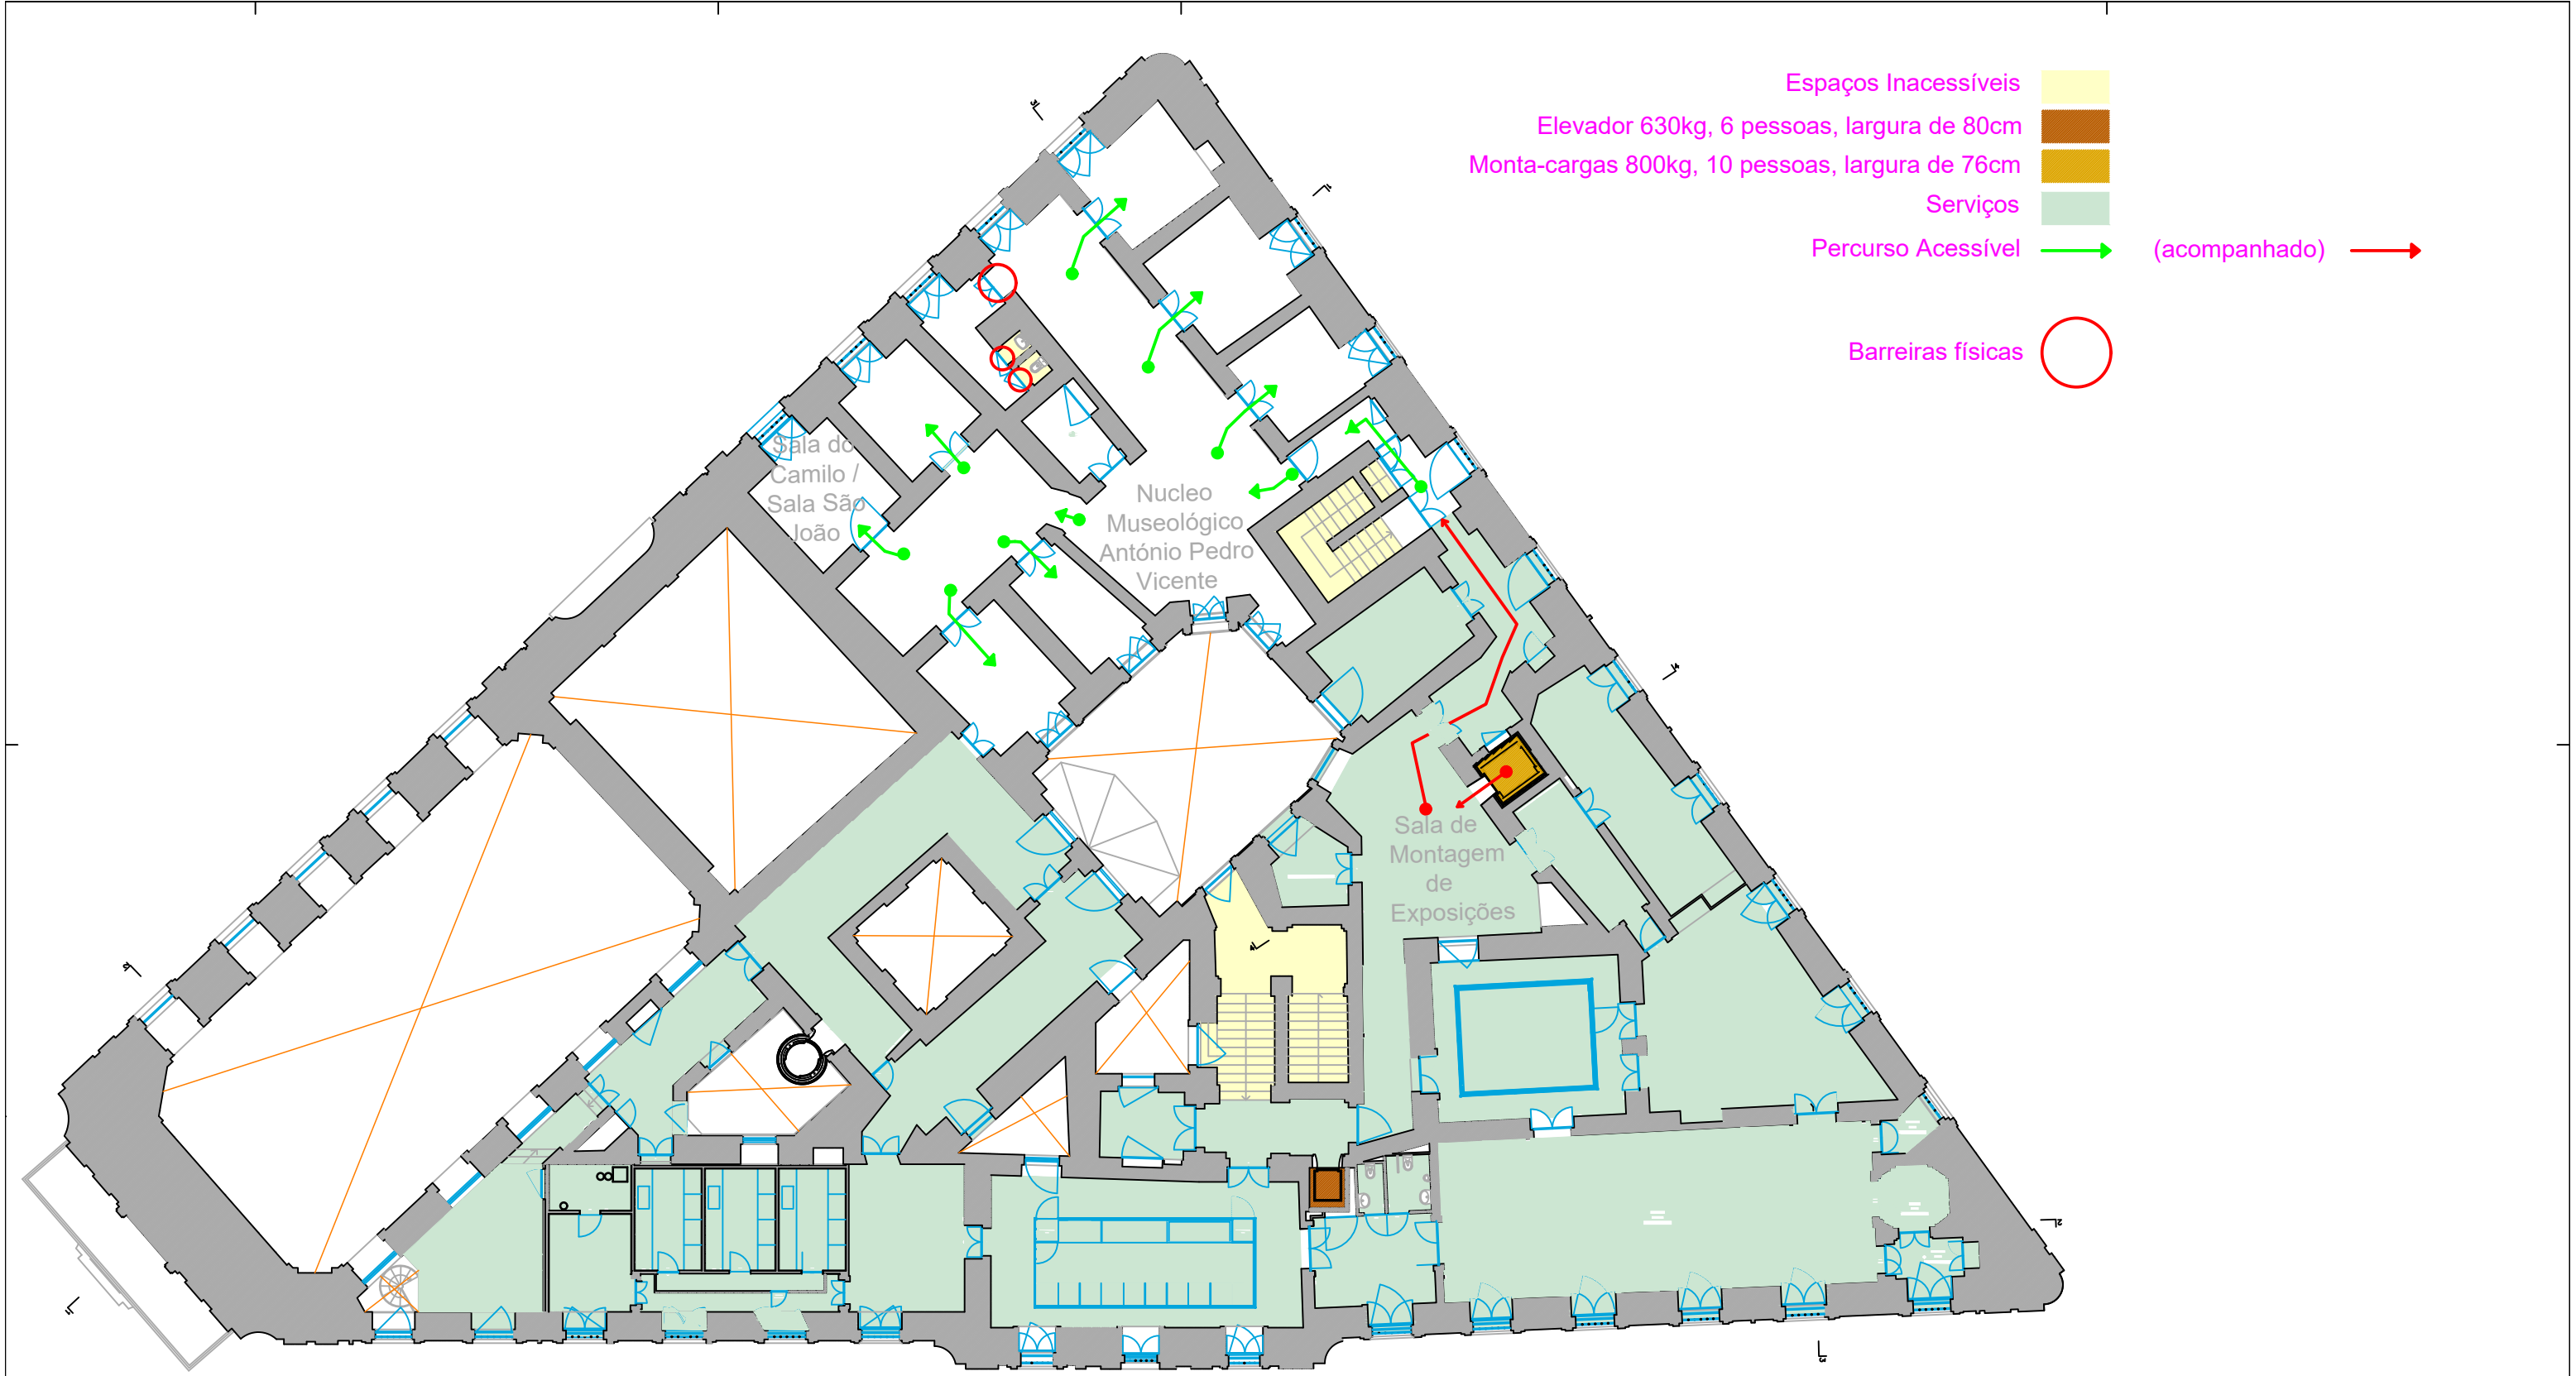 Espaços Inacessíveis
Elevador 630kg, 6 pessoas, largura de 80cm
Monta-cargas 800kg, 10 pessoas, largura de 76cm
Serviços
Percurso Acessível
(acompanhado)
Barreiras físicas
Sala do
Camilo /
Sala São
João
Nucleo
Museológico
António Pedro
Vicente
Sala de
Montagem
de
Exposições